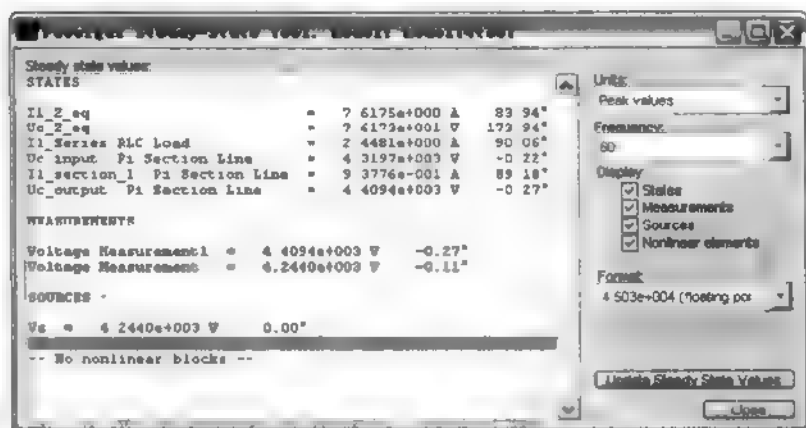 Steady state values:
STATES
Il_Z_eq = 7 6175e+000 A 83 94°
Uc_Z_eq = 7 6173e+001 V 173 94°
Il_Series RLC Load = 2 4481e+000 A 90 06°
Uc input Pi Section Line = 4 3197e+003 V -0 22°
Il_section_1 Pi Section Line = 9 3776e-001 A 89 18°
Uc_output Pi Section Line = 4 4094e+003 V -0 27°
MEASUREMENTS
Voltage Measurement1 = 4 4094e+003 V -0.27°
Voltage Measurement = 4.2440e+003 V -0.11°
SOURCES
Vs = 4 2440e+003 V 0.00°
-- No nonlinear blocks --
Units:
Peak values
Frequency:
60
Display
States
Measurements
Sources
Nonlinear elements
Format
4 503e+004 (floating poi
Update Steady State Values
Close